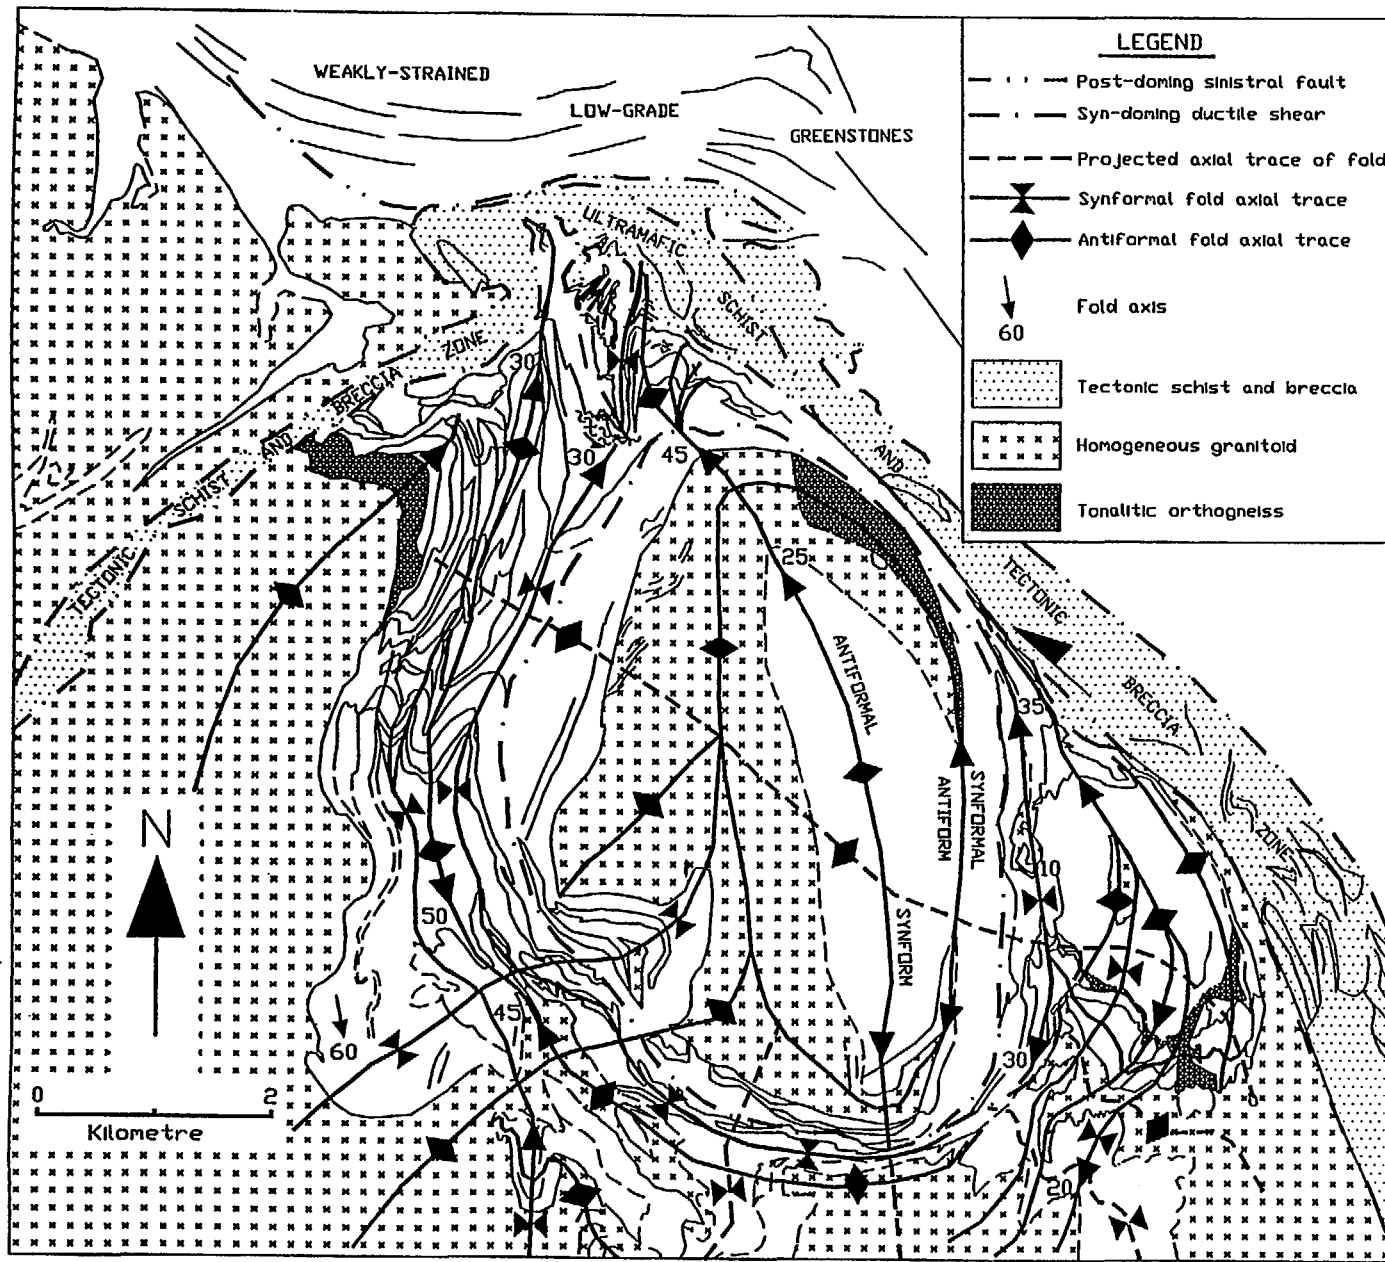 WEAKLY-STRAINED
LOW-GRADE
GREENSTONES
LEGEND
Post-doming sinistral fault
Syn-doming ductile shear
Projected axial trace of fold
Synformal fold axial trace
Antiformal fold axial trace
60
Fold axis
Tectonic schist and breccia
Homogeneous granitoid
Tonalitic orthogneiss
ULTRAMAFIC
SCHIST
AND
TECTONIC
BRECCIA
ZONE
TECTONIC
SCHIST
AND
BRECCIA
ZONE
30
30
45
25
35
10
50
45
60
30
20
ANTIFORMAL
SYNFORM
SYNFORMAL
ANTIFORM
N
0 2
Kilometre